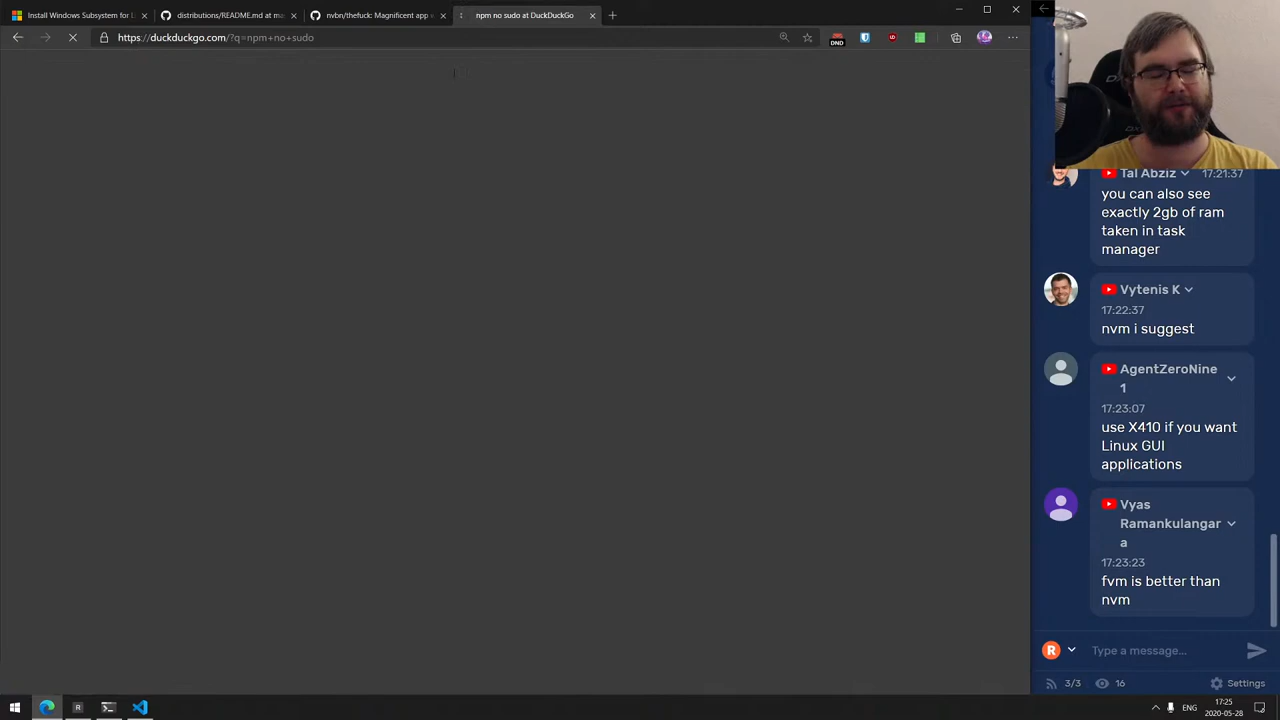 Install Windows Subsystem for L
distributions/README.md at ma
nvbn/thefuck: Magnificent app w
npm no sudo at DuckDuckGo
https://duckduckgo.com/?q=npm+no+sudo
DND
Tal Abziz 17:21:37
you can also see
exactly 2gb of ram
taken in task
manager
Vytenis K
17:22:37
nvm i suggest
AgentZeroNine
1
17:23:07
use X410 if you want
Linux GUI
applications
Vyas
Ramankulangar
a
17:23:23
fvm is better than
nvm
R
Type a message...
3/3 16 Settings
R
ENG
17:25
2020-05-28